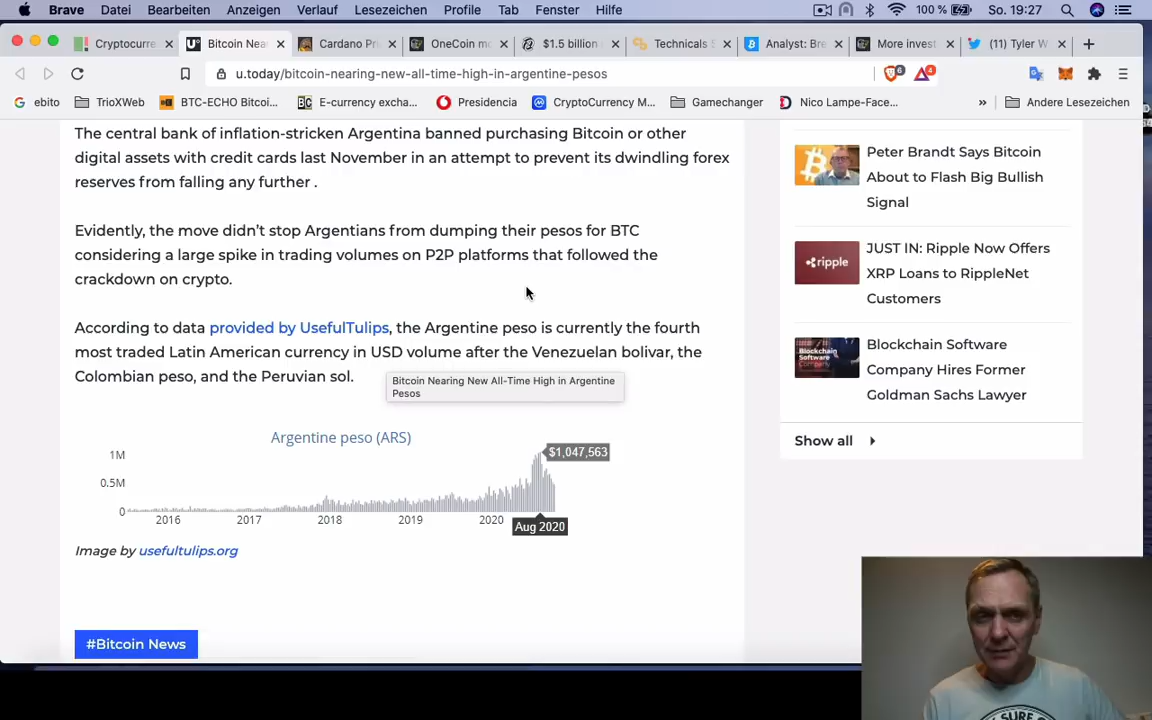 Brave Datei Bearbeiten Anzeigen Verlauf Lesezeichen Profile Tab Fenster Hilfe 100 % So. 19:27
Cryptocurre Bitcoin Nea Cardano Pri OneCoin mo $1.5 billion Technicals Analyst: Bre More invest (11) Tyler W
u.today/bitcoin-nearing-new-all-time-high-in-argentine-pesos 6 4
ebito TrioXWeb BTC-ECHO Bitcoi... E-currency excha... Presidencia CryptoCurrency M... Gamechanger Nico Lampe-Face... » Andere Lesezeichen
The central bank of inflation-stricken Argentina banned purchasing Bitcoin or other
digital assets with credit cards last November in an attempt to prevent its dwindling forex
reserves from falling any further .
Evidently, the move didn't stop Argentians from dumping their pesos for BTC
considering a large spike in trading volumes on P2P platforms that followed the
crackdown on crypto.
According to data provided by UsefulTulips, the Argentine peso is currently the fourth
most traded Latin American currency in USD volume after the Venezuelan bolivar, the
Colombian peso, and the Peruvian sol.
Bitcoin Nearing New All-Time High in Argentine
Pesos
Argentine peso (ARS)
$1,047,563
1M
0.5M
0
2016 2017 2018 2019 2020
Aug 2020
Image by usefultulips.org
#Bitcoin News
Peter Brandt Says Bitcoin
About to Flash Big Bullish
Signal
ripple
JUST IN: Ripple Now Offers
XRP Loans to RippleNet
Customers
Blockchain Software
Company Hires Former
Goldman Sachs Lawyer
Show all
SURE